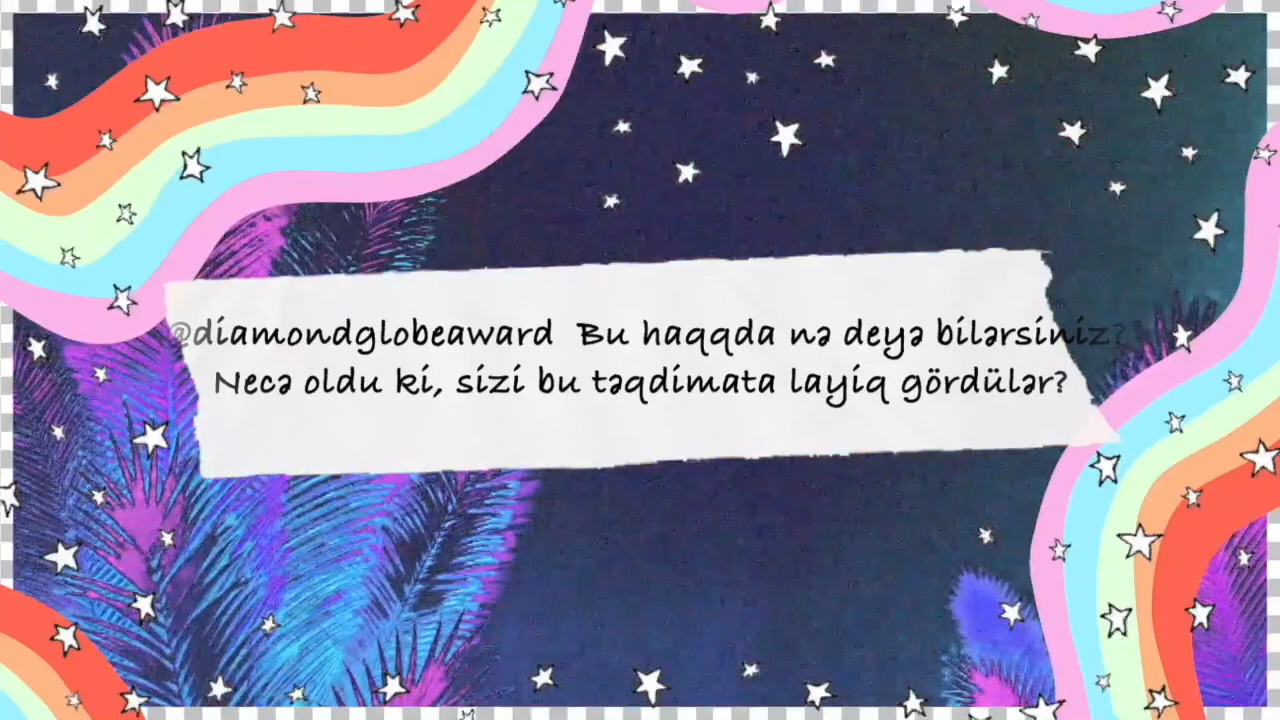 @diamondglobeaward Bu haqqda nə deyə bilərsiniz?
Necə oldu ki, sizi bu təqdimata layiq gördülər?